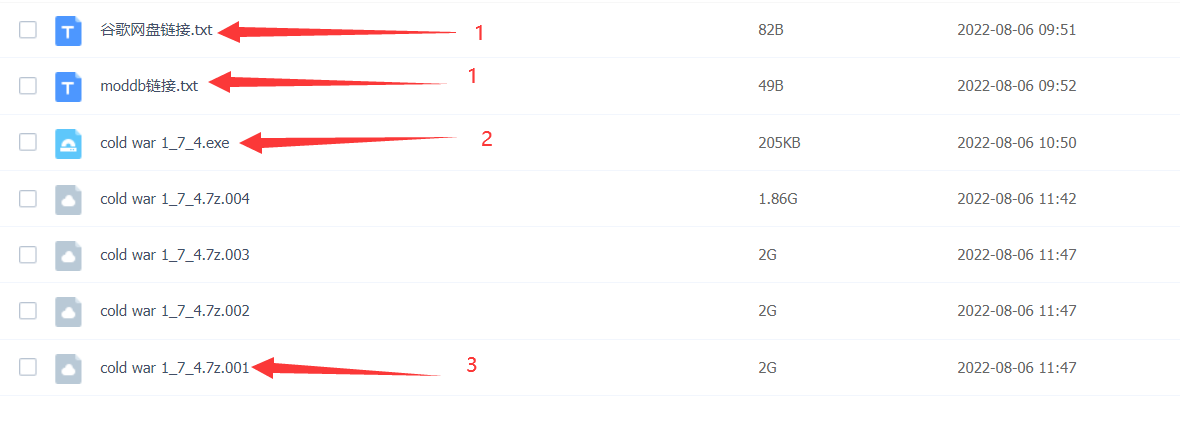 谷歌网盘链接.txt 1 82B 2022-08-06 09:51
moddb链接.txt 1 49B 2022-08-06 09:52
cold war 1_7_4.exe 2 205KB 2022-08-06 10:50
cold war 1_7_4.7z.004 1.86G 2022-08-06 11:42
cold war 1_7_4.7z.003 2G 2022-08-06 11:47
cold war 1_7_4.7z.002 2G 2022-08-06 11:47
cold war 1_7_4.7z.001 3 2G 2022-08-06 11:47